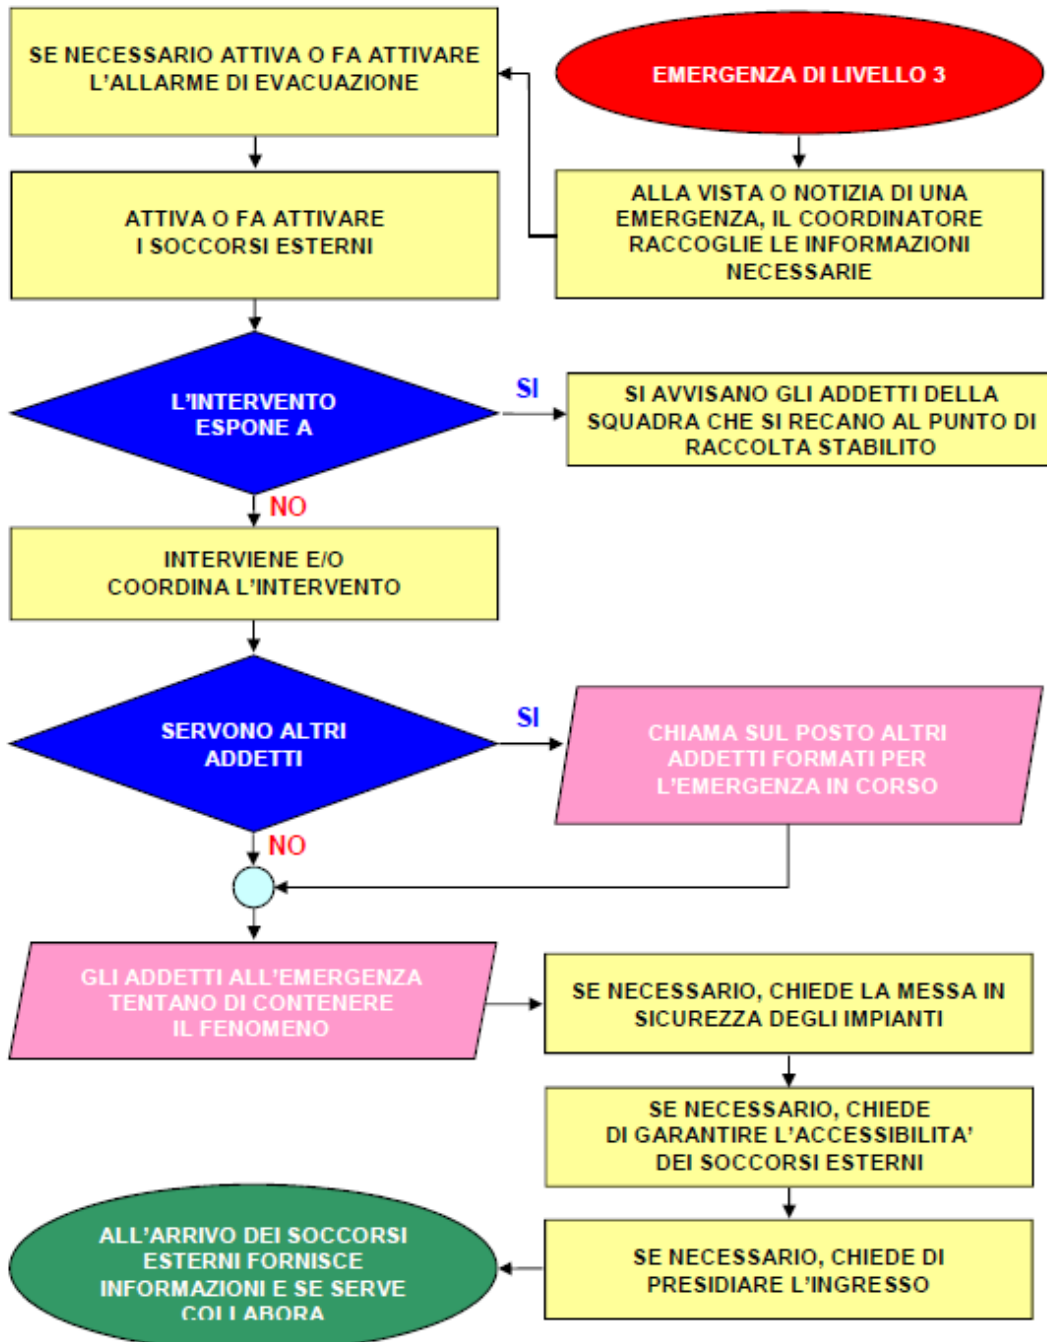 EMERGENZA DI LIVELLO 3
ALLA VISTA O NOTIZIA DI UNA
EMERGENZA, IL COORDINATORE
RACCOGLIE LE INFORMAZIONI
NECESSARIE
SE NECESSARIO ATTIVA O FA ATTIVARE
L'ALLARME DI EVACUAZIONE
ATTIVA O FA ATTIVARE
I SOCCORSI ESTERNI
L'INTERVENTO
ESPONE A
SI
SI AVVISANO GLI ADDETTI DELLA
SQUADRA CHE SI RECANO AL PUNTO DI
RACCOLTA STABILITO
NO
INTERVIENE E/O
COORDINA L'INTERVENTO
SERVONO ALTRI
ADDETTI
SI
CHIAMA SUL POSTO ALTRI
ADDETTI FORMATI PER
L'EMERGENZA IN CORSO
NO
GLI ADDETTI ALL'EMERGENZA
TENTANO DI CONTENERE
IL FENOMENO
SE NECESSARIO, CHIEDE LA MESSA IN
SICUREZZA DEGLI IMPIANTI
SE NECESSARIO, CHIEDE
DI GARANTIRE L'ACCESSIBILITA'
DEI SOCCORSI ESTERNI
SE NECESSARIO, CHIEDE DI
PRESIDIARE L'INGRESSO
ALL'ARRIVO DEI SOCCORSI
ESTERNI FORNISCE
INFORMAZIONI E SE SERVE
COLLABORA